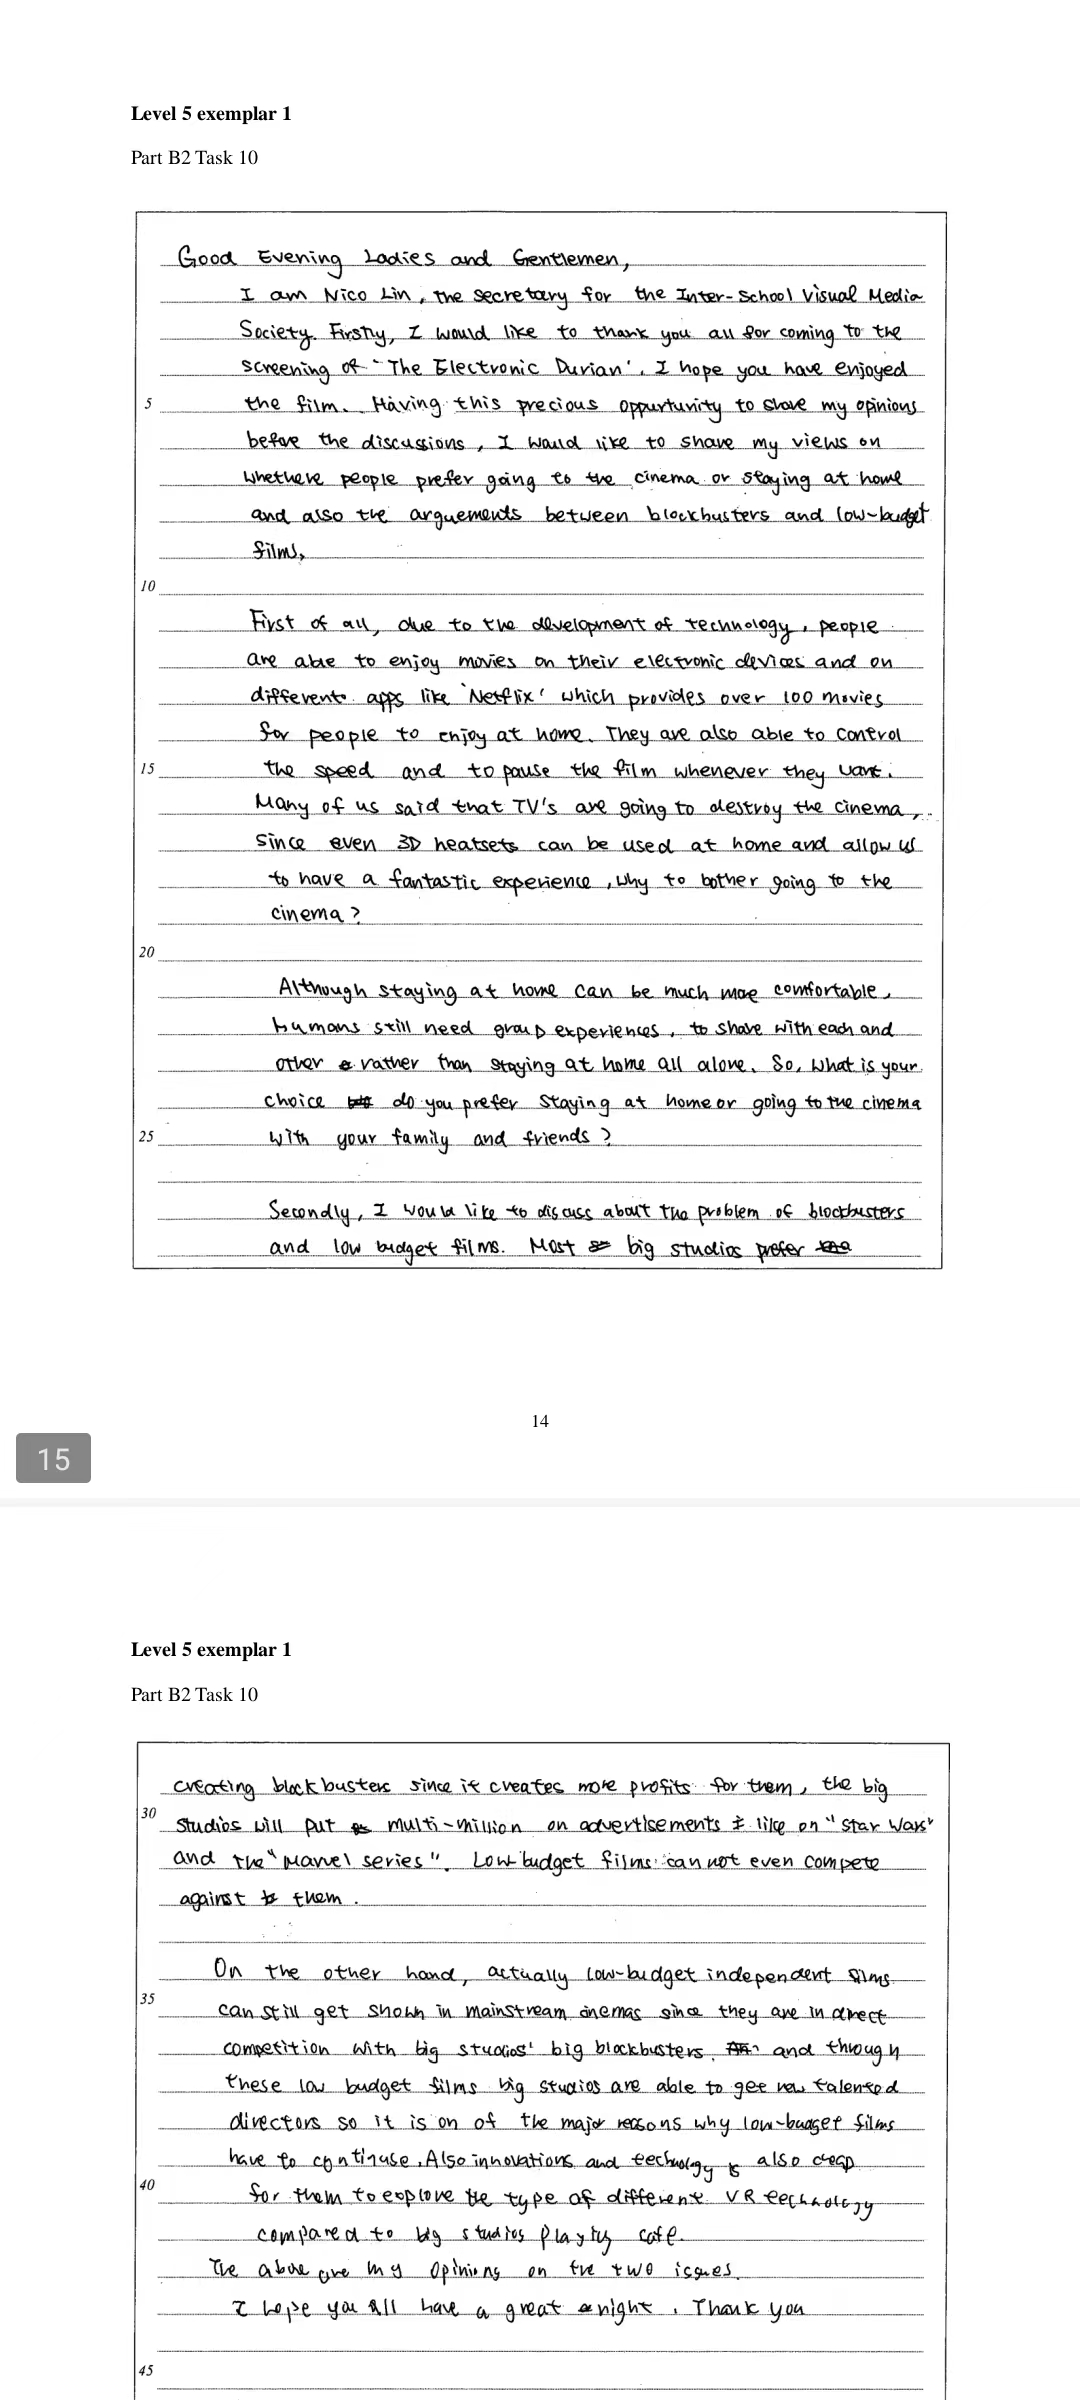 Level 5 exemplar 1
Part B2 Task 10
Good Evening Ladies and Gentlemen,
I am Nico Lin, the secretary for the Inter-School Visual Media
Society. Firstly, I would like to thank you all for coming to the
screening of 'The Electronic Durian'. I hope you have enjoyed
5 the film. Having this precious oppurtunity to share my opinions
before the discussions, I would like to share my views on
whethere people prefer going to the cinema or staying at home
and also the arguements between blockbusters and low-budget
films.
10
First of all, due to the development of technology, people
are able to enjoy movies on their electronic devices and on
different apps like 'Netflix' which provides over 100 movies
for people to enjoy at home. They are also able to control
15 the speed and to pause the film whenever they want.
Many of us said that TV's are going to destroy the cinema,
since even 3D heatsets can be used at home and allow us
to have a fantastic experience, why to bother going to the
cinema?
20
Although staying at home can be much more comfortable,
humans still need group experiences, to share with each and
other rather than staying at home all alone. So, what is your
choice do you prefer staying at home or going to the cinema
25 with your family and friends?
Secondly, I would like to discuss about the problem of blockbusters
and low budget films. Most big studios prefer
14
15
Level 5 exemplar 1
Part B2 Task 10
creating blockbusters since it creates more profits for them, the big
30 studios will put multi-million on advertisements like on "Star Wars"
and the "Marvel series". Low budget films can not even compete
against them.
On the other hand, actually low-budget independent films
35 can still get shown in mainstream cinemas since they are in direct
competition with big studios' big blockbusters. and through
these low budget films big studios are able to get new talented
directors so it is on of the major reasons why low-budget films
have to continuse. Also innovations and technology is also cheap
40 for them to explore the type of different VR technology
compared to big studios playing safe.
The above are my opinions on the two issues.
I hope you all have a great night. Thank you
45